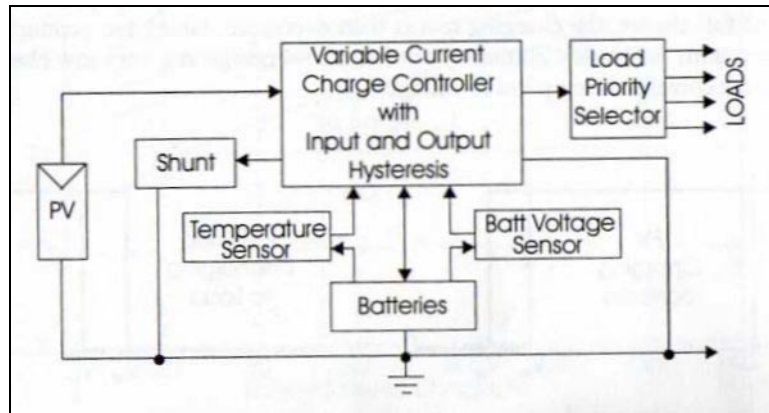 Variable Current
Charge Controller
with
Input and Output
Hysteresis
Load
Priority
Selector
LOADS
Shunt
PV
Temperature
Sensor
Batt Voltage
Sensor
Batteries